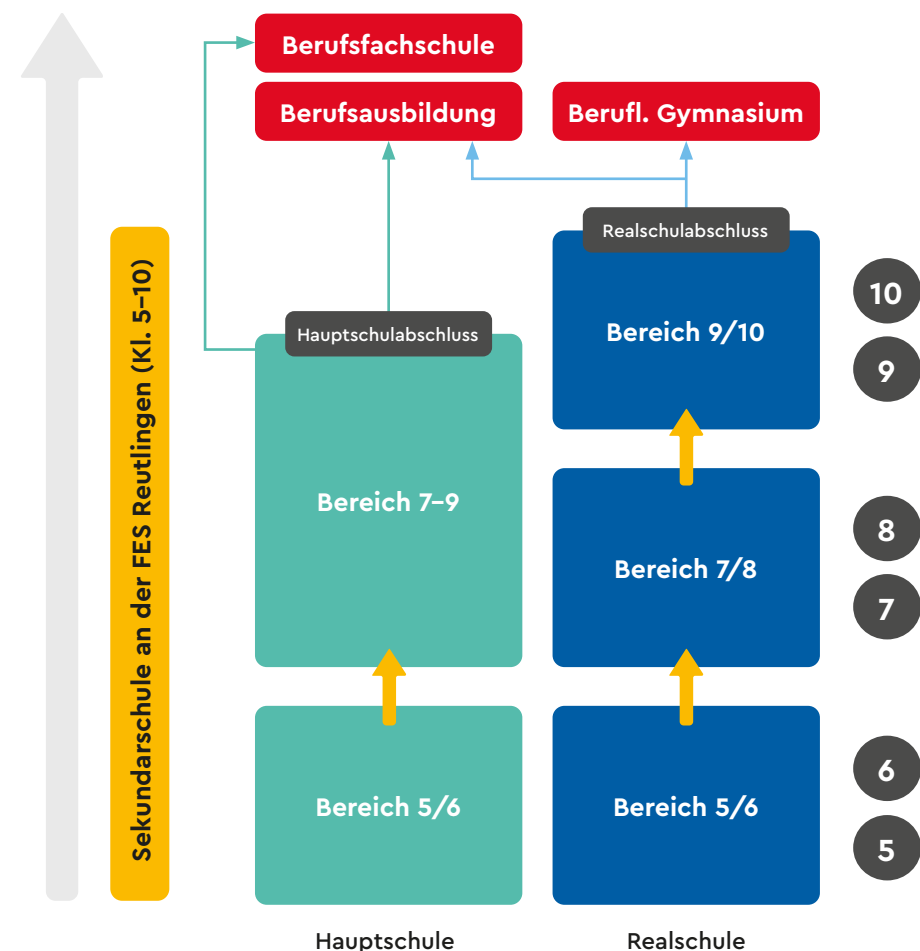 Berufsfachschule
Berufsausbildung
Berufl. Gymnasium
Realschulabschluss
Hauptschulabschluss
Bereich 9/10
10
9
Sekundarschule an der FES Reutlingen (Kl. 5–10)
Bereich 7–9
Bereich 7/8
8
7
Bereich 5/6
Bereich 5/6
6
5
Hauptschule
Realschule